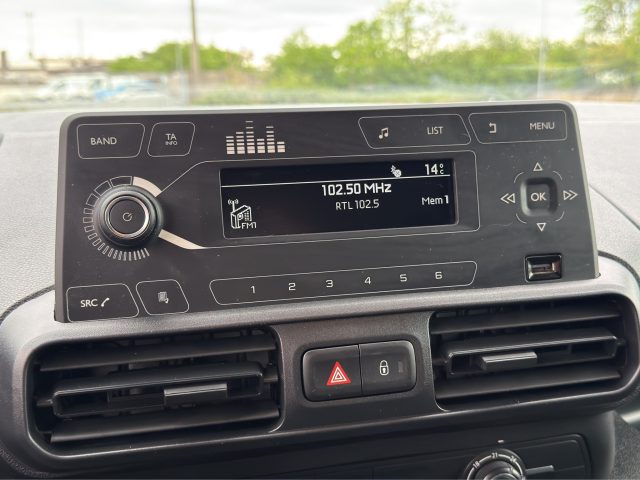 BAND
TA
INFO
LIST
MENU
14°C
102.50 MHz
RTL 102.5
Mem 1
FM1
OK
SRC
1 2 3 4 5 6